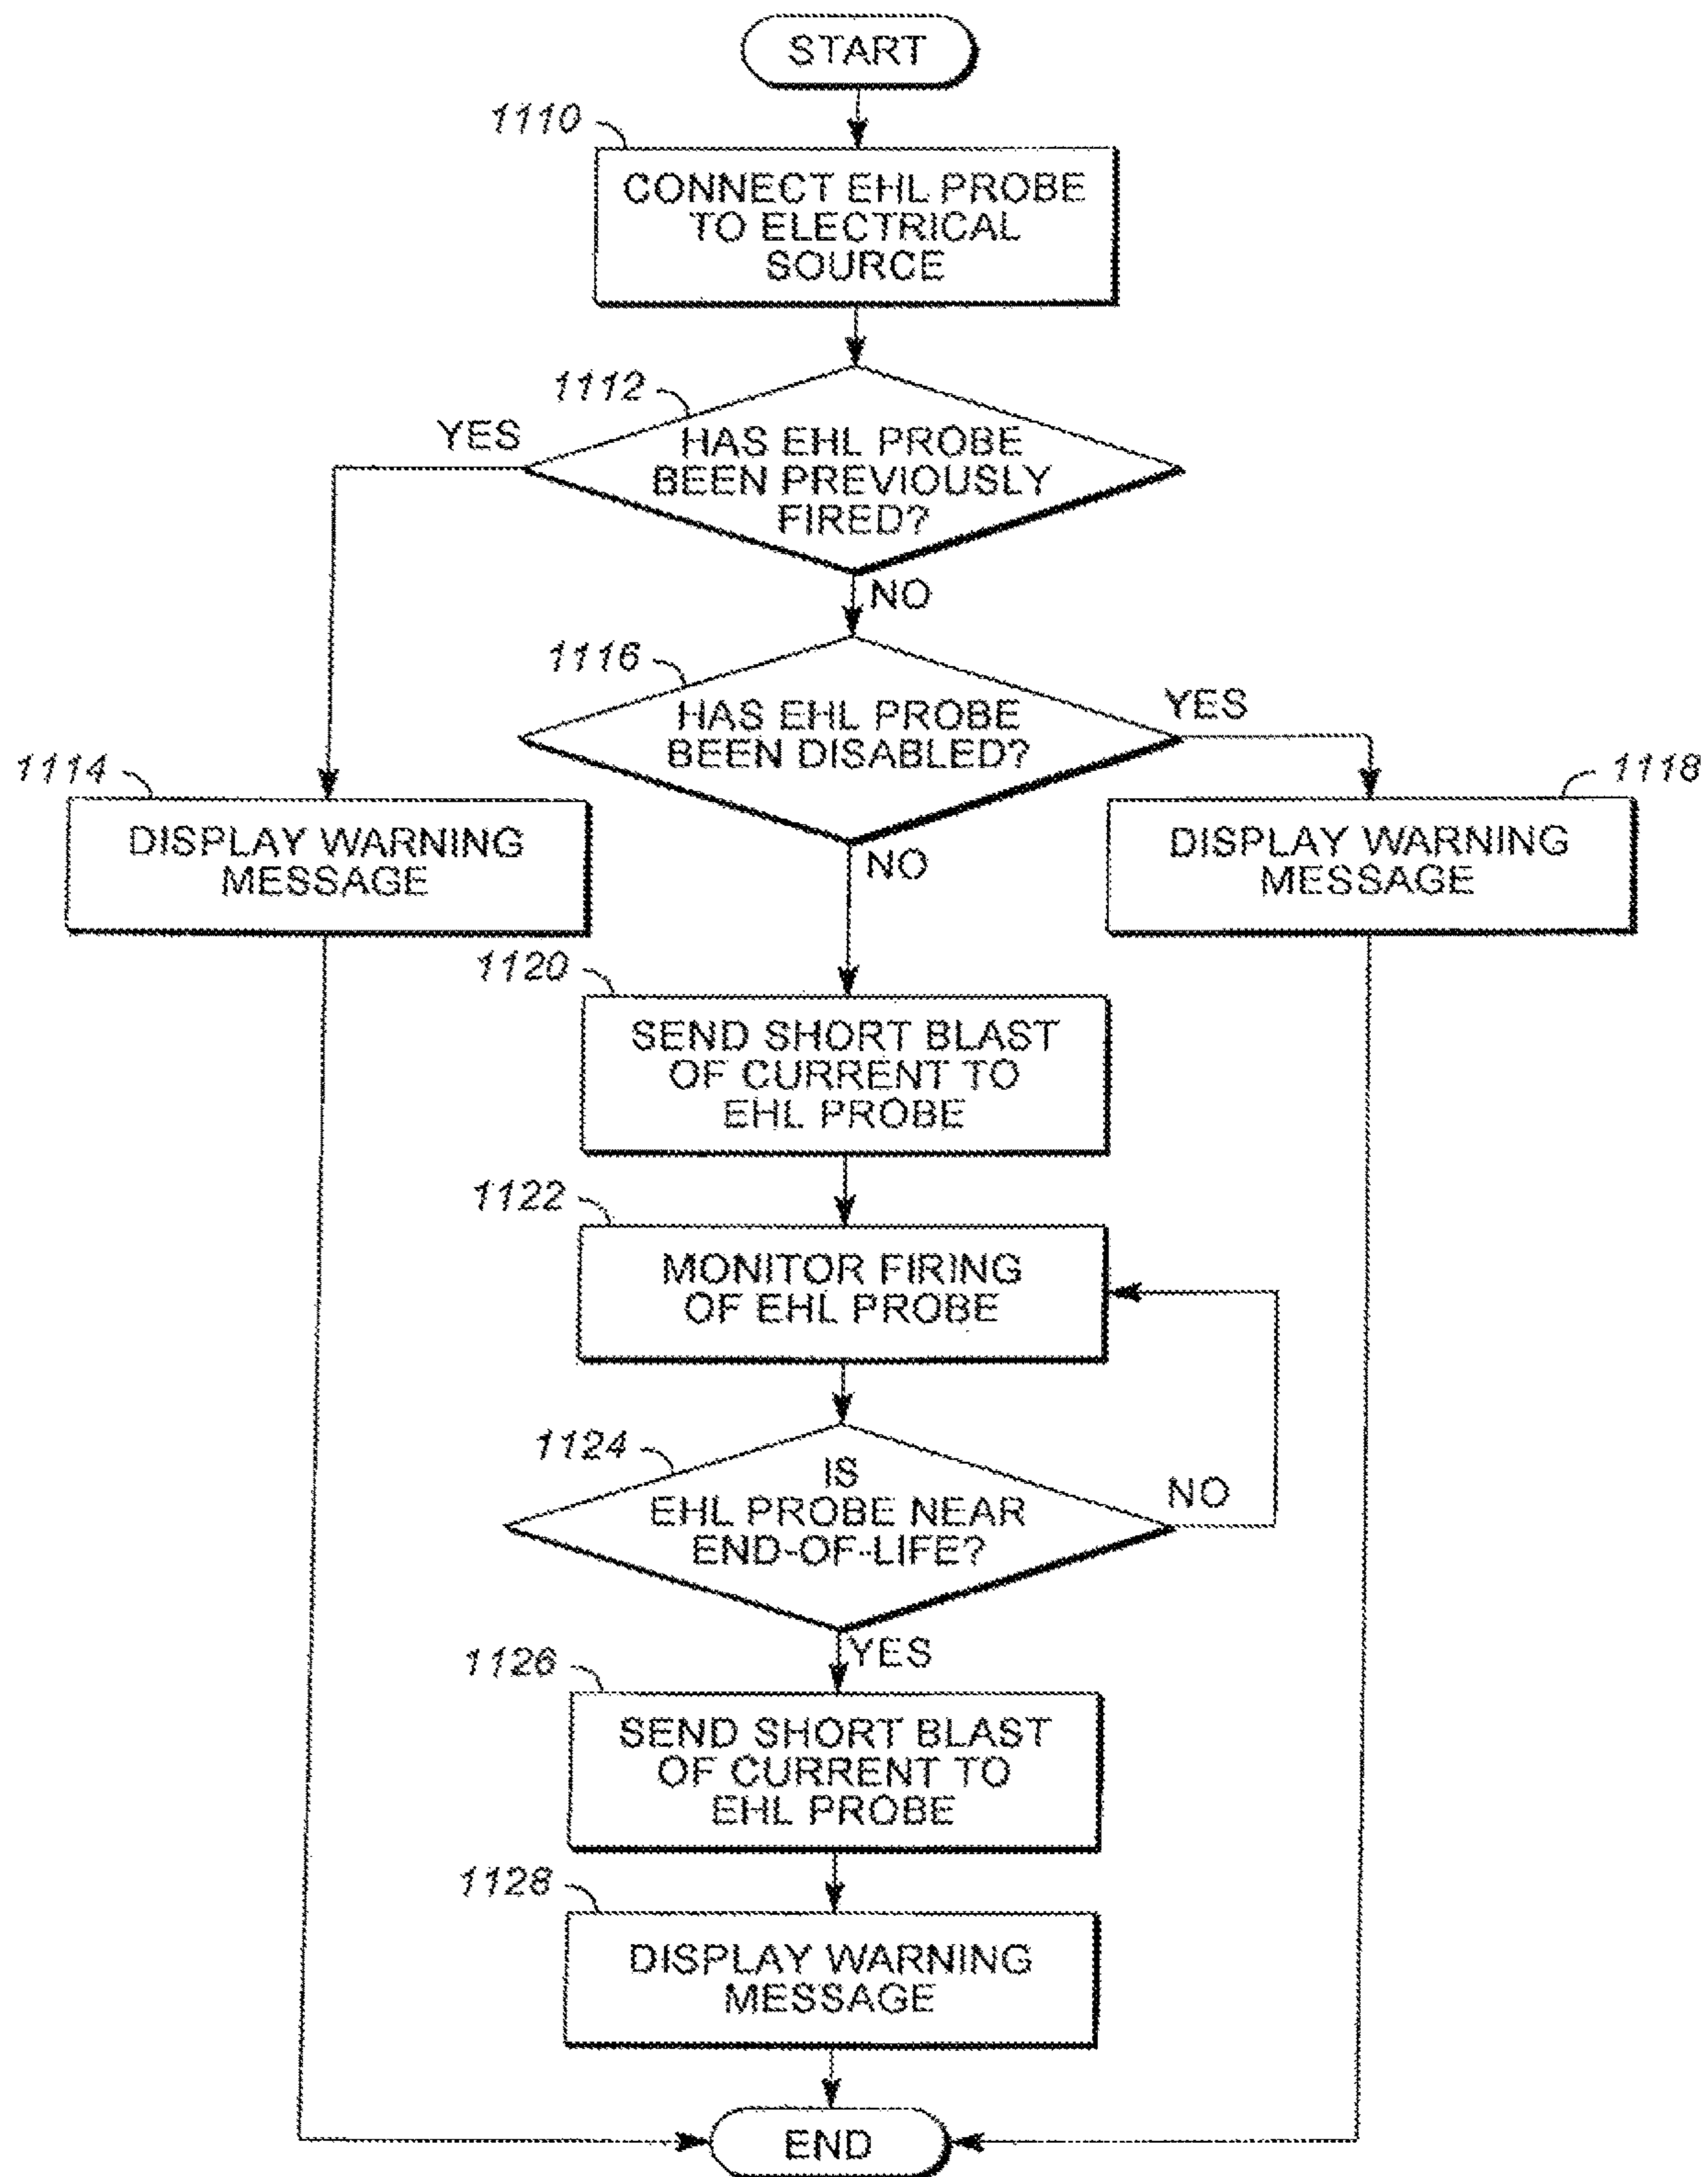 START
1110
CONNECT EHL PROBE
TO ELECTRICAL
SOURCE
1112
YES
HAS EHL PROBE
BEEN PREVIOUSLY
FIRED?
NO
1116
HAS EHL PROBE
BEEN DISABLED?
YES
1114
DISPLAY WARNING
MESSAGE
1118
DISPLAY WARNING
MESSAGE
NO
1120
SEND SHORT BLAST
OF CURRENT TO
EHL PROBE
1122
MONITOR FIRING
OF EHL PROBE
1124
IS
EHL PROBE NEAR
END-OF-LIFE?
NO
YES
1126
SEND SHORT BLAST
OF CURRENT TO
EHL PROBE
1128
DISPLAY WARNING
MESSAGE
END